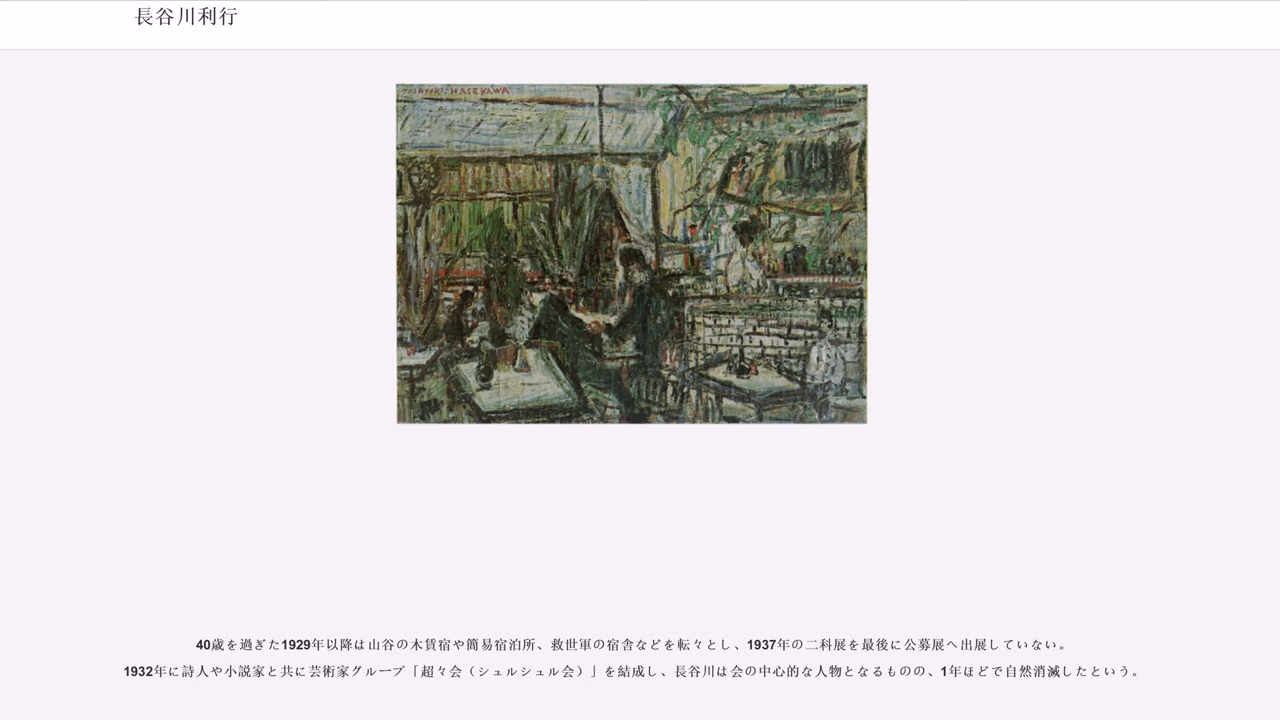 長谷川利行
HASEKAWA
40歳を過ぎた1929年以降は山谷の木賃宿や簡易宿泊所、救世軍の宿舎などを転々とし、1937年の二科展を最後に公募展へ出展していない。
1932年に詩人や小説家と共に芸術家グループ「超々会（シュルシュル会）」を結成し、長谷川は会の中心的な人物となるものの、1年ほどで自然消滅したという。